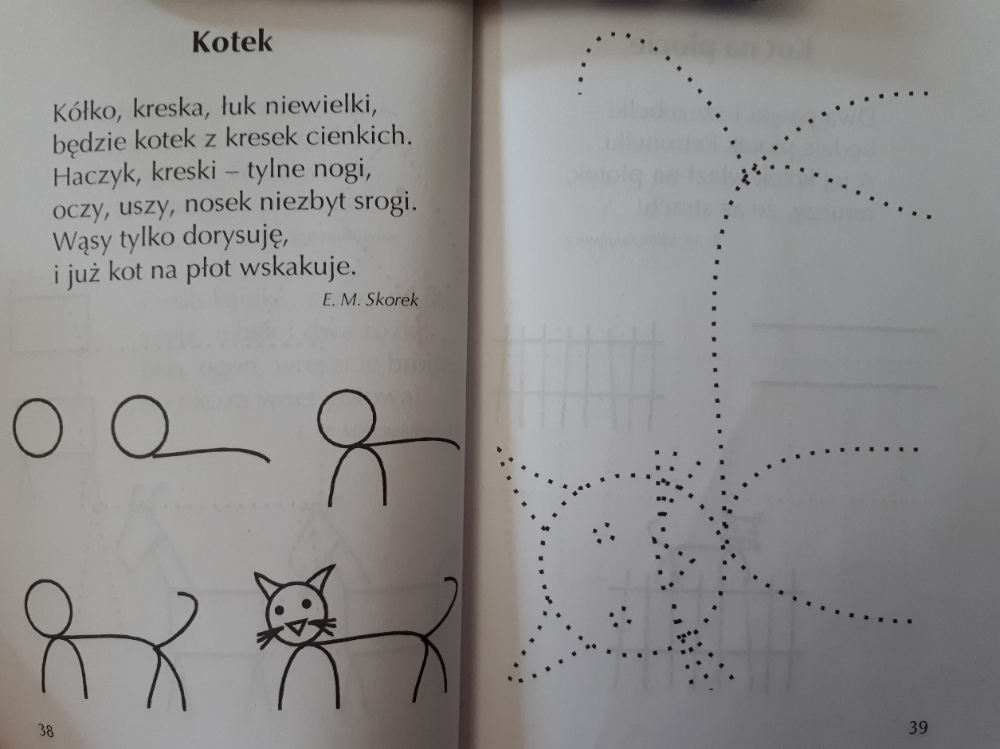 Kotek
Kółko, kreska, łuk niewielki,
będzie kotek z kresek cienkich.
Haczyk, kreski – tylne nogi,
oczy, uszy, nosek niezbyt srogi.
Wąsy tylko dorysuję,
i już kot na płot wskakuje.
E. M. Skorek
38
39